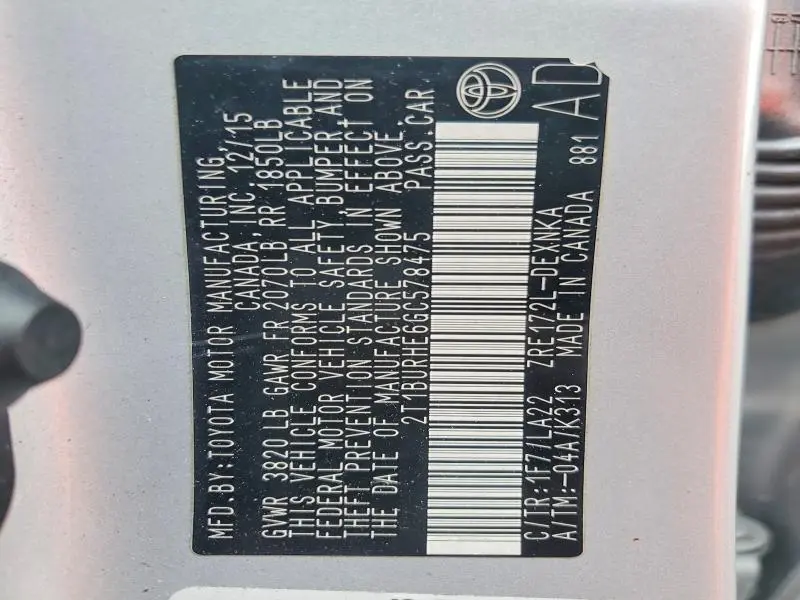 MFD.BY:TOYOTA MOTOR MANUFACTURING
CANADA,INC. 12/15
GVWR 3820LB GAWR FR 2070LB RR 1850LB
THIS VEHICLE CONFORMS TO ALL APPLICABLE
FEDERAL MOTOR VEHICLE SAFETY BUMPER AND
THEFT PREVENTION STANDARDS IN EFFECT ON
THE DATE OF MANUFACTURE SHOWN ABOVE.
2T1BURHE6GC578475 PASS.CAR
C/TR:1F7/LA22 ZRE172L-DEXNKA
A/TM:-04A/K313 MADE IN CANADA 881
AD